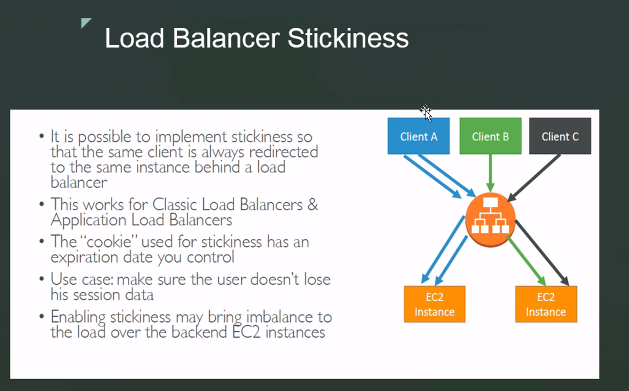 Load Balancer Stickiness
• It is possible to implement stickiness so
that the same client is always redirected
to the same instance behind a load
balancer
• This works for Classic Load Balancers &
Application Load Balancers
• The "cookie" used for stickiness has an
expiration date you control
• Use case: make sure the user doesn't lose
his session data
• Enabling stickiness may bring imbalance to
the load over the backend EC2 instances
Client A
Client B
Client C
EC2
Instance
EC2
Instance